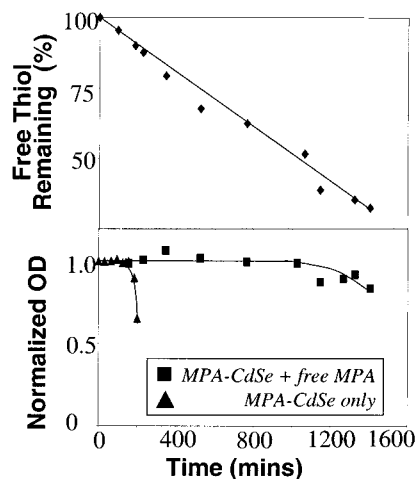 Free Thiol
Remaining (%)
100
75
50
Normalized OD
1.0
0.5
0
MPA-CdSe + free MPA
MPA-CdSe only
0 400 800 1200 1600
Time (mins)